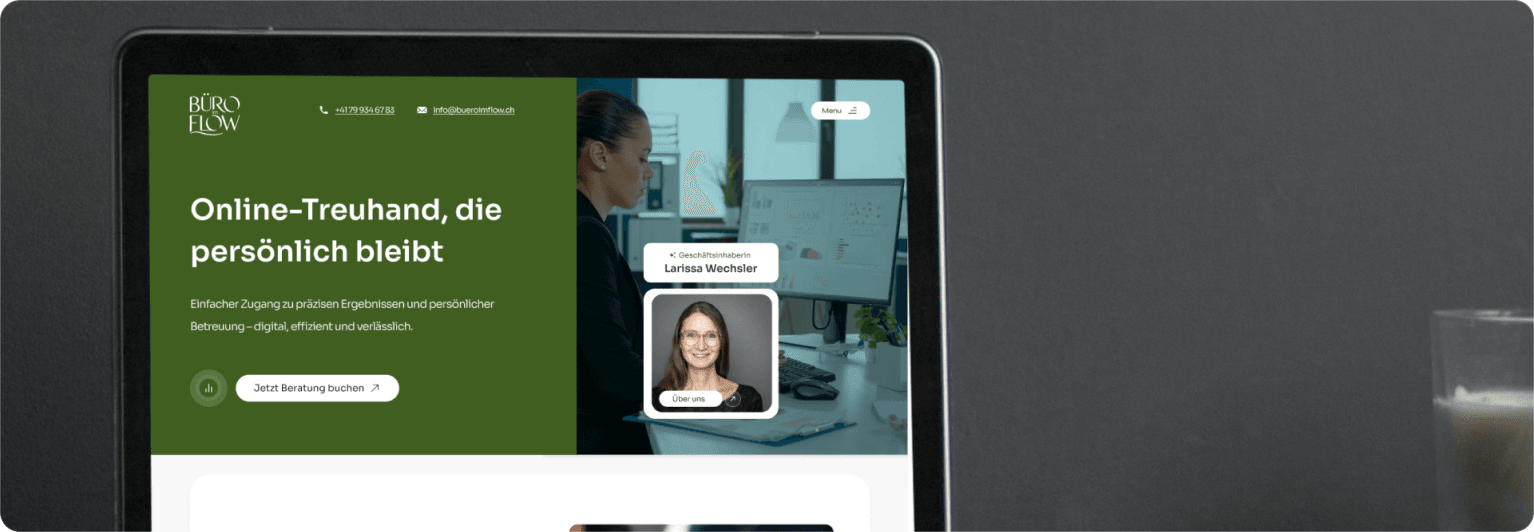 BÜRO
FLOW
+41 79 934 67 83
info@bueroimflow.ch
Menu
Online-Treuhand, die
persönlich bleibt
Einfacher Zugang zu präzisen Ergebnissen und persönlicher
Betreuung – digital, effizient und verlässlich.
Jetzt Beratung buchen
Geschäftsinhaberin
Larissa Wechsler
Über uns